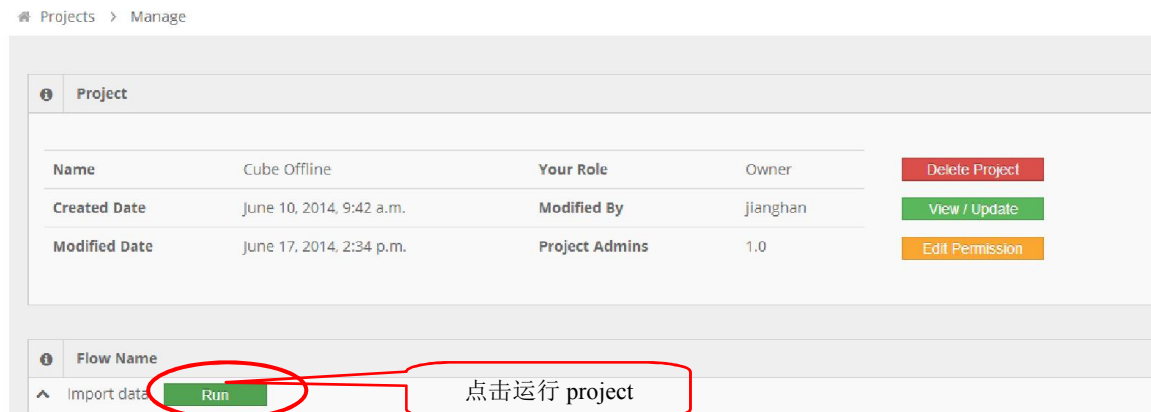 Projects > Manage
Project
Name Cube Offline Your Role Owner Delete Project
Created Date June 10, 2014, 9:42 a.m. Modified By jianghan View / Update
Modified Date June 17, 2014, 2:34 p.m. Project Admins 1.0 Edit Permission
Flow Name
Import data Run 点击运行 project